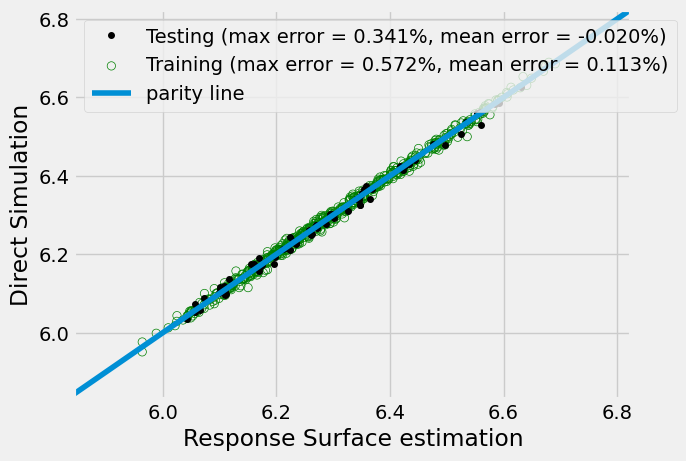 6.8
6.6
6.4
6.2
6.0
Direct Simulation
Testing (max error = 0.341%, mean error = -0.020%)
Training (max error = 0.572%, mean error = 0.113%)
parity line
6.0 6.2 6.4 6.6 6.8
Response Surface estimation